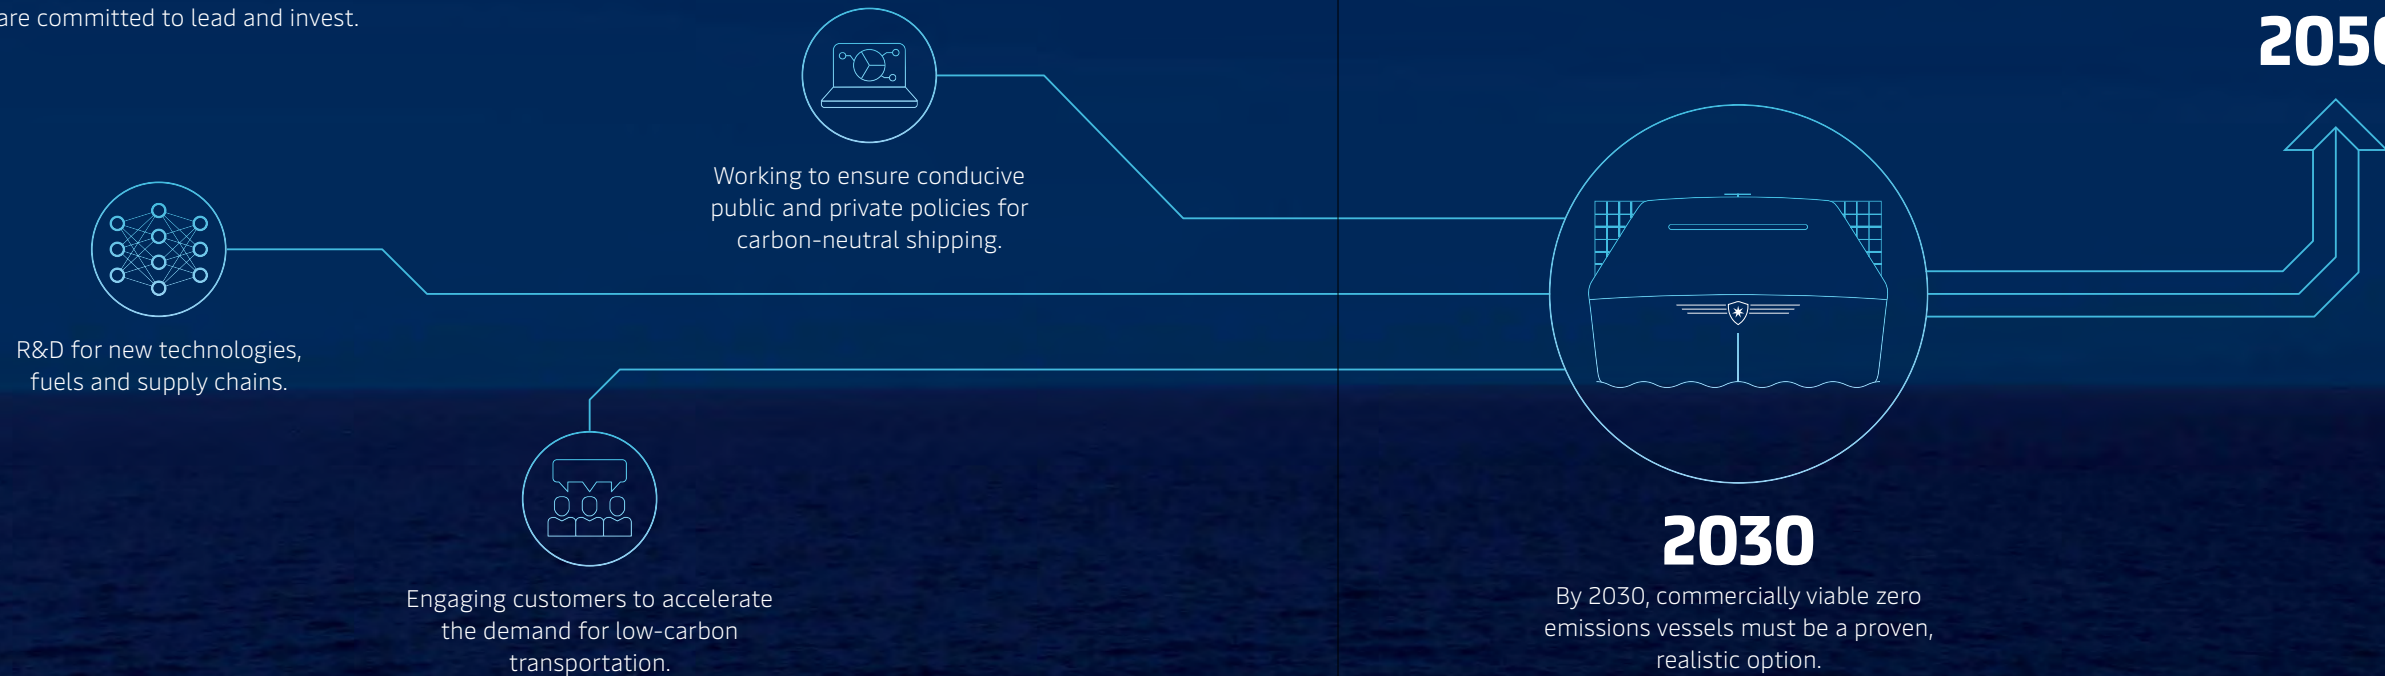 are committed to lead and invest.
Working to ensure conducive
public and private policies for
carbon-neutral shipping.
R&D for new technologies,
fuels and supply chains.
Engaging customers to accelerate
the demand for low-carbon
transportation.
2030
By 2030, commercially viable zero
emissions vessels must be a proven,
realistic option.
2050